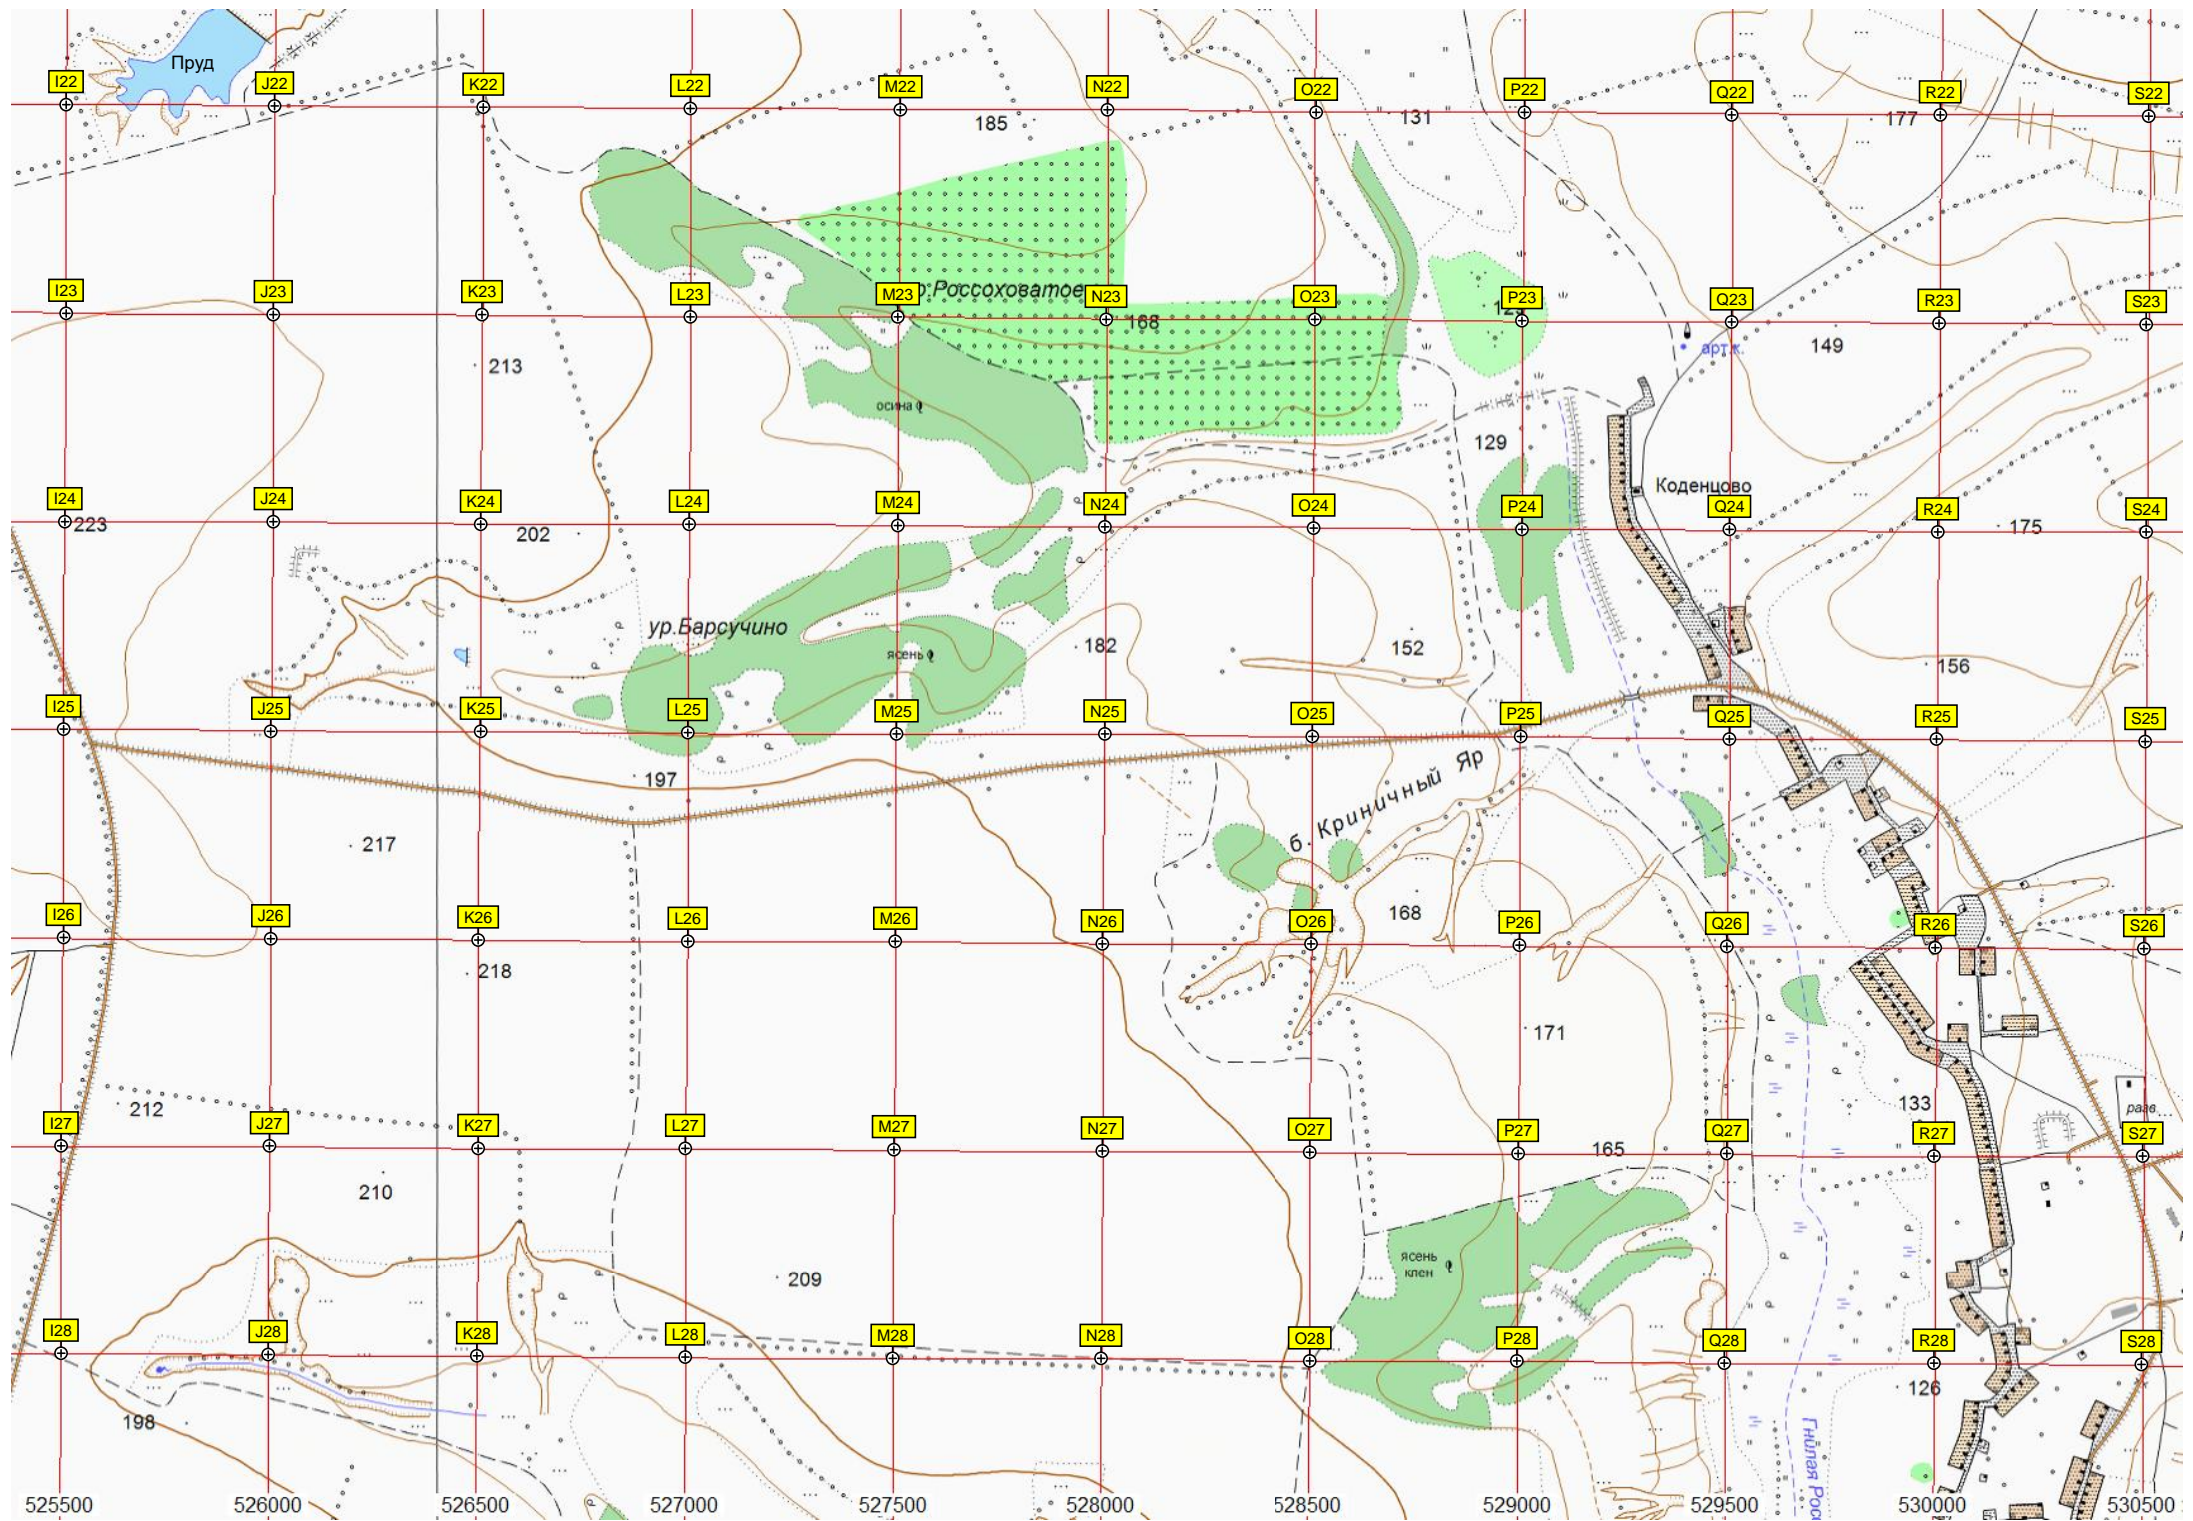 Пруд
I22 J22 K22 L22 M22 N22 O22 P22 Q22 R22 S22
185 131 177
ур.Россоховатое
I23 J23 K23 L23 M23 N23 O23 P23 Q23 R23 S23
168
арт.к. 149
213
осина
129
Коденцово
I24 J24 K24 L24 M24 N24 O24 P24 Q24 R24 S24
223 202 175
ур.Барсучино
ясень 182 152 156
I25 J25 K25 L25 M25 N25 O25 P25 Q25 R25 S25
197
б. Криничный Яр
217
168
I26 J26 K26 L26 M26 N26 O26 P26 Q26 R26 S26
218
171
212 133
разв.
I27 J27 K27 L27 M27 N27 O27 P27 Q27 R27 S27
165
210
ясень
клен
209
I28 J28 K28 L28 M28 N28 O28 P28 Q28 R28 S28
126
198
Гнилая
525500 526000 526500 527000 527500 528000 528500 529000 529500 530000 530500